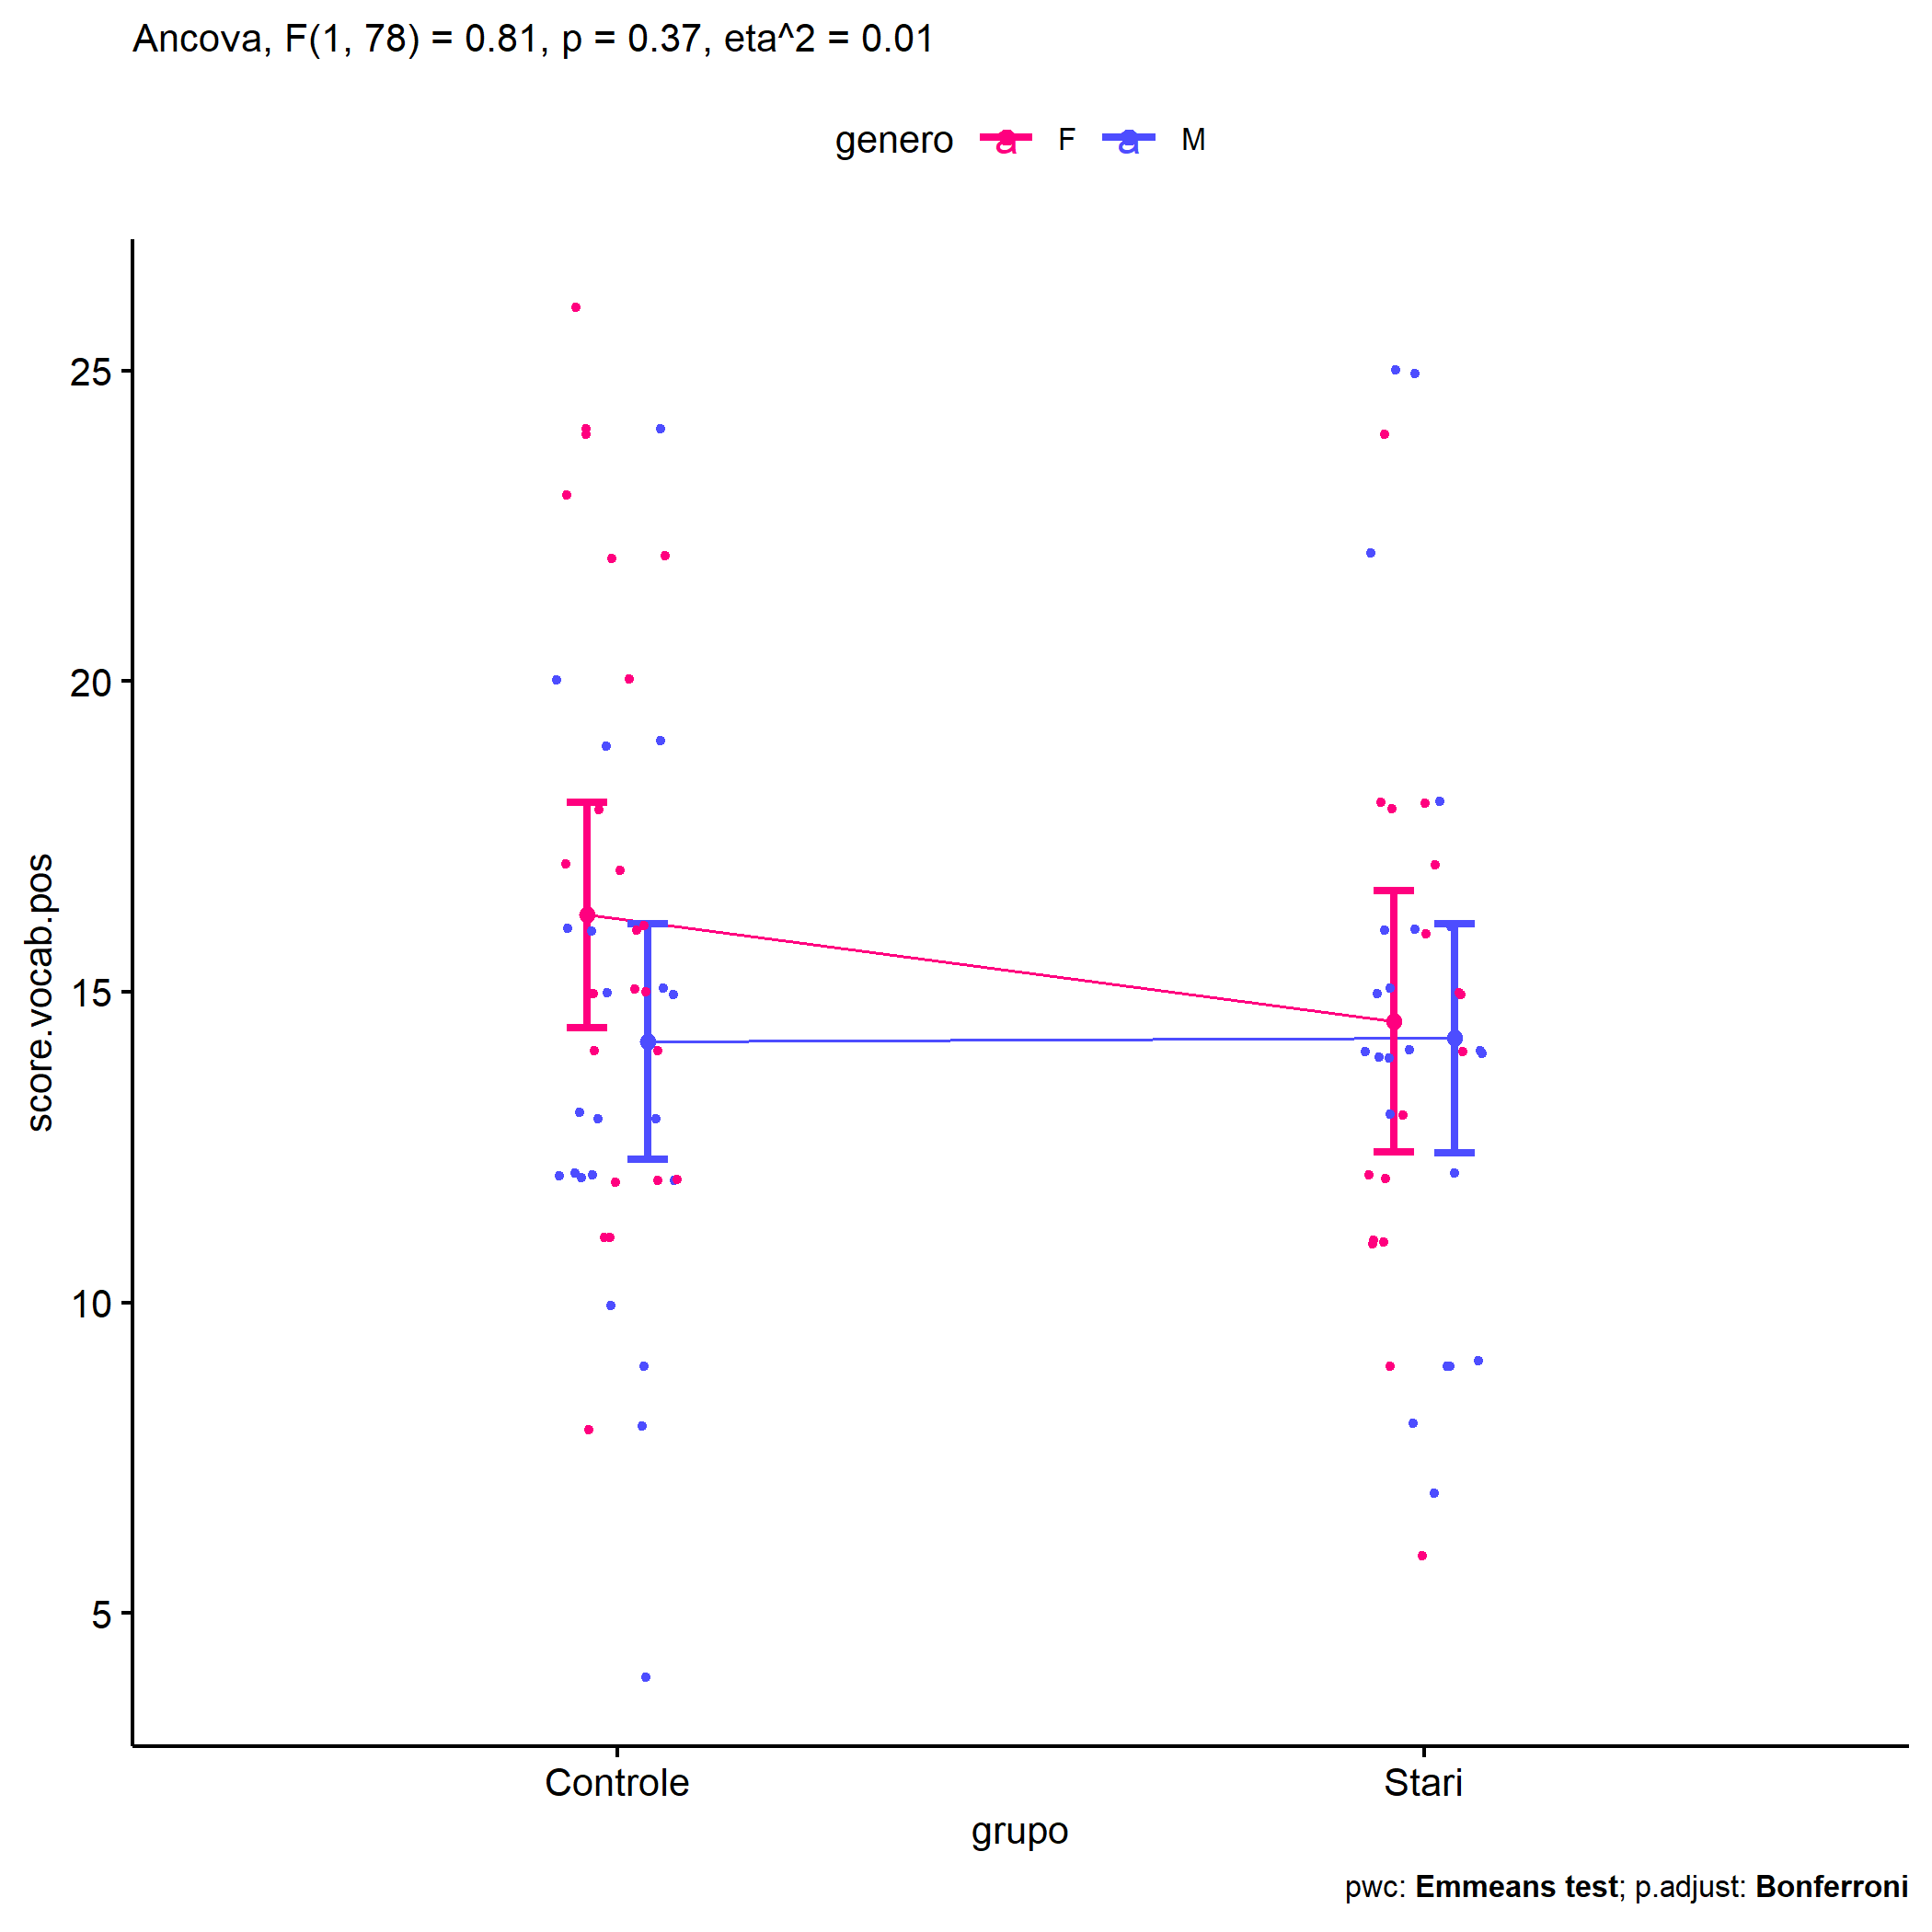 Ancova, F(1, 78) = 0.81, p = 0.37, eta^2 = 0.01
genero a F a M
25
20
15
10
5
score.vocab.pos
Controle Stari
grupo
pwc: Emmeans test; p.adjust: Bonferroni